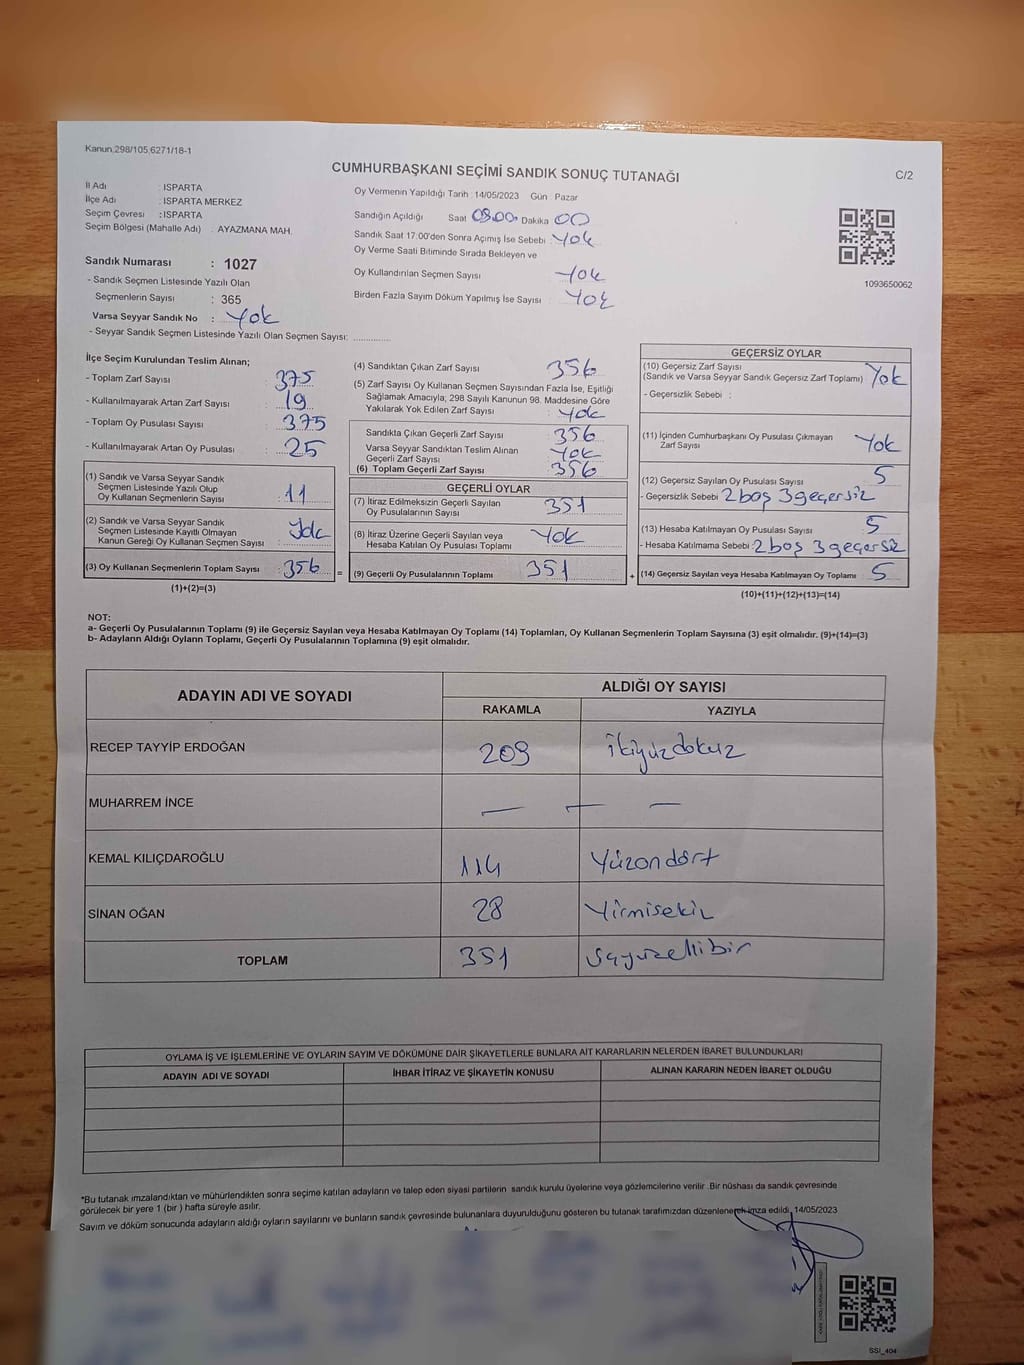 Kanun,298/105,6271/18-1
CUMHURBAŞKANI SEÇİMİ SANDIK SONUÇ TUTANAĞI
C/2
İl Adı : ISPARTA
İlçe Adı : ISPARTA MERKEZ
Seçim Çevresi : ISPARTA
Seçim Bölgesi (Mahalle Adı) : AYAZMANA MAH.
Sandık Numarası : 1027
- Sandık Seçmen Listesinde Yazılı Olan
Seçmenlerin Sayısı : 365
Varsa Seyyar Sandık No : Yok
- Seyyar Sandık Seçmen Listesinde Yazılı Olan Seçmen Sayısı:
Oy Vermenin Yapıldığı Tarih : 14/05/2023 Gün : Pazar
Sandığın Açıldığı Saat 08.00 Dakika 00
Sandık Saat 17:00'den Sonra Açımış İse Sebebi : Yok
Oy Verme Saati Bitiminde Sırada Bekleyen ve
Oy Kullandırılan Seçmen Sayısı Yok
Birden Fazla Sayım Döküm Yapılmış İse Sayısı Yok
1093650062
İlçe Seçim Kurulundan Teslim Alınan;
- Toplam Zarf Sayısı : 375
- Kullanılmayarak Artan Zarf Sayısı : 19
- Toplam Oy Pusulası Sayısı : 375
- Kullanılmayarak Artan Oy Pusulası : 25
(1) Sandık ve Varsa Seyyar Sandık
Seçmen Listesinde Yazılı Olup
Oy Kullanan Seçmenlerin Sayısı : 11
(2) Sandık ve Varsa Seyyar Sandık
Seçmen Listesinde Kayıtlı Olmayan
Kanun Gereği Oy Kullanan Seçmen Sayısı : Yok
(3) Oy Kullanan Seçmenlerin Toplam Sayısı : 356
(1)+(2)=(3)
=
(4) Sandıktan Çıkan Zarf Sayısı 356
(5) Zarf Sayısı Oy Kullanan Seçmen Sayısından Fazla İse, Eşitliği
Sağlamak Amacıyla; 298 Sayılı Kanunun 98. Maddesine Göre
Yakılarak Yok Edilen Zarf Sayısı : Yok
Sandıkta Çıkan Geçerli Zarf Sayısı : 356
Varsa Seyyar Sandıktan Teslim Alınan
Geçerli Zarf Sayısı : Yok
(6) Toplam Geçerli Zarf Sayısı : 356
GEÇERLİ OYLAR
(7) İtiraz Edilmeksizin Geçerli Sayılan
Oy Pusulalarının Sayısı : 351
(8) İtiraz Üzerine Geçerli Sayılan veya
Hesaba Katılan Oy Pusulası Toplamı : Yok
(9) Geçerli Oy Pusulalarının Toplamı : 351
+
GEÇERSİZ OYLAR
(10) Geçersiz Zarf Sayısı
(Sandık ve Varsa Seyyar Sandık Geçersiz Zarf Toplamı) : Yok
- Geçersizlik Sebebi :
(11) İçinden Cumhurbaşkanı Oy Pusulası Çıkmayan
Zarf Sayısı Yok
(12) Geçersiz Sayılan Oy Pusulası Sayısı 5
- Geçersizlik Sebebi 2 boş 3 geçersiz
(13) Hesaba Katılmayan Oy Pusulası Sayısı 5
- Hesaba Katılmama Sebebi : 2 boş 3 geçersiz
(14) Geçersiz Sayılan veya Hesaba Katılmayan Oy Toplamı : 5
(10)+(11)+(12)+(13)=(14)
NOT:
a- Geçerli Oy Pusulalarının Toplamı (9) ile Geçersiz Sayılan veya Hesaba Katılmayan Oy Toplamı (14) Toplamları, Oy Kullanan Seçmenlerin Toplam Sayısına (3) eşit olmalıdır. (9)+(14)=(3)
b- Adayların Aldığı Oyların Toplamı, Geçerli Oy Pusulalarının Toplamına (9) eşit olmalıdır.
ADAYIN ADI VE SOYADI
ALDIĞI OY SAYISI
RAKAMLA YAZIYLA
RECEP TAYYİP ERDOĞAN 209 ikiyüzdokuz
MUHARREM İNCE — — —
KEMAL KILIÇDAROĞLU 114 Yüzondört
SİNAN OĞAN 28 Yirmisekiz
TOPLAM 351 üçyüzellibir
OYLAMA İŞ VE İŞLEMLERİNE VE OYLARIN SAYIM VE DÖKÜMÜNE DAİR ŞİKAYETLERLE BUNLARA AİT KARARLARIN NELERDEN İBARET BULUNDUKLARI
ADAYIN ADI VE SOYADI İHBAR İTİRAZ VE ŞİKAYETİN KONUSU ALINAN KARARIN NEDEN İBARET OLDUĞU
*Bu tutanak imzalandıktan ve mühürlendikten sonra seçime katılan adayların ve talep eden siyasi partilerin sandık kurulu üyelerine veya gözlemcilerine verilir. Bir nüshası da sandık çevresinde
görülecek bir yere 1 (bir) hafta süreyle asılır.
Sayım ve döküm sonucunda adayların aldığı oyların sayılarını ve bunların sandık çevresinde bulunanlara duyurulduğunu gösteren bu tutanak tarafımızdan düzenlenerek imza edildi. 14/05/2023
SSI_404